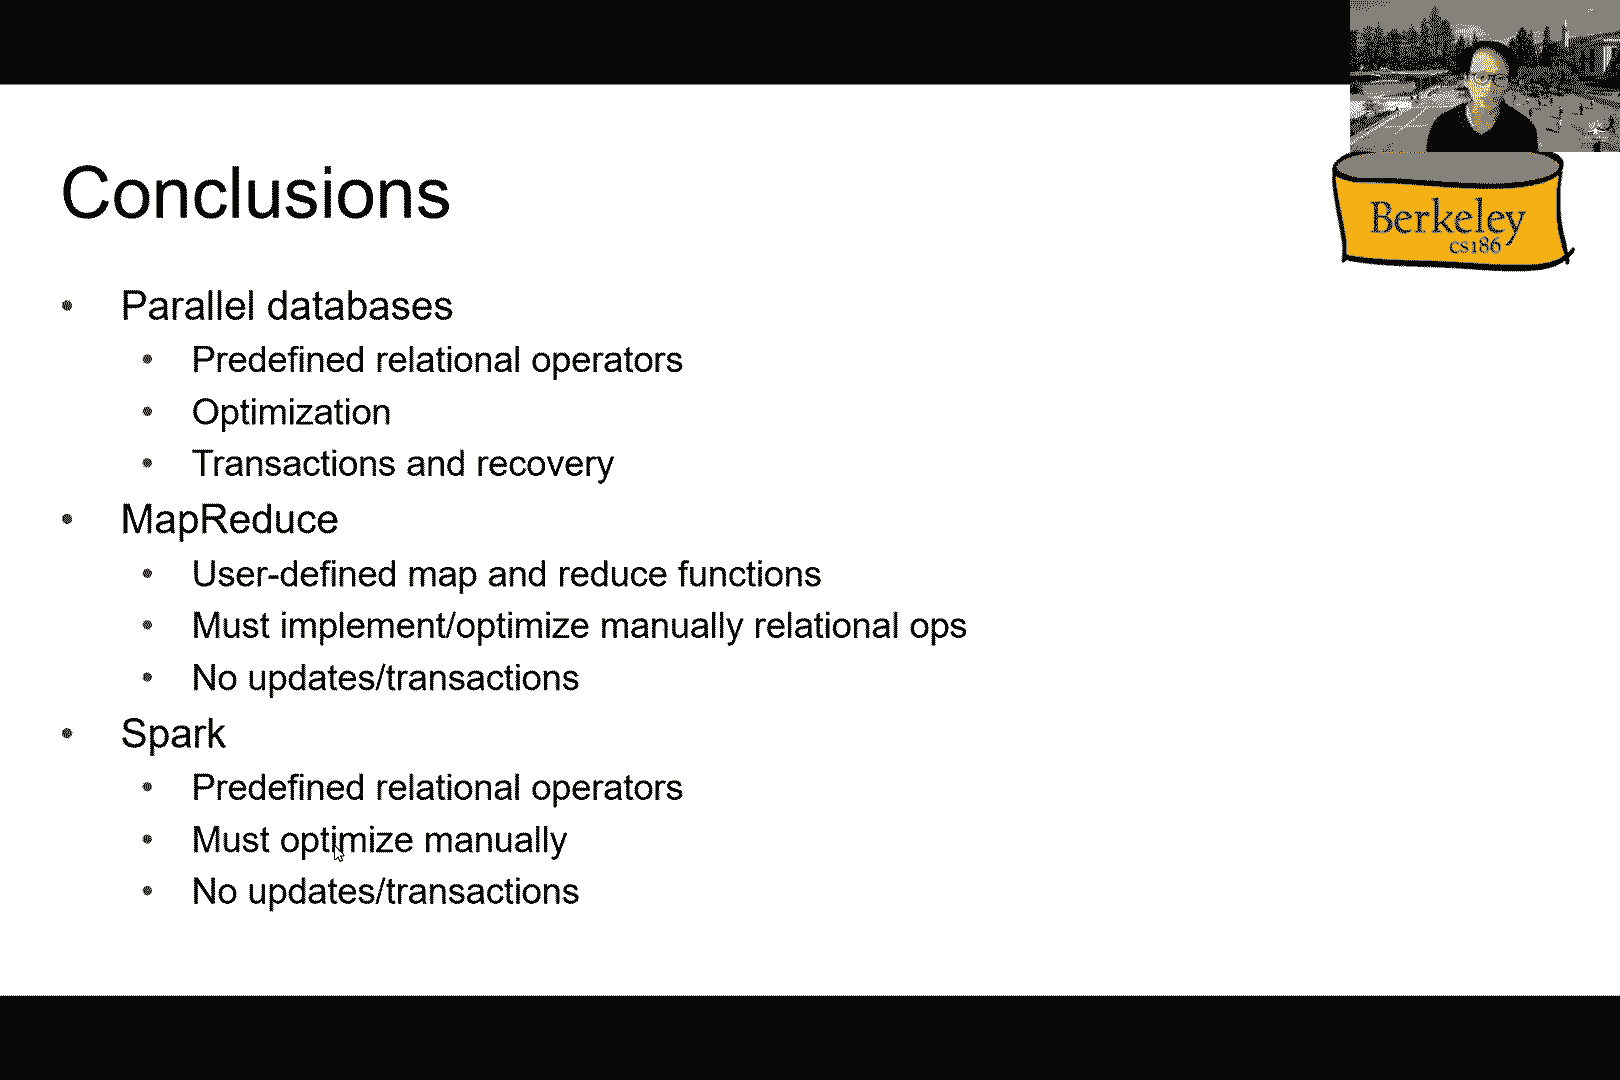 Conclusions
Berkeley
cs186
• Parallel databases
• Predefined relational operators
• Optimization
• Transactions and recovery
• MapReduce
• User-defined map and reduce functions
• Must implement/optimize manually relational ops
• No updates/transactions
• Spark
• Predefined relational operators
• Must optimize manually
• No updates/transactions